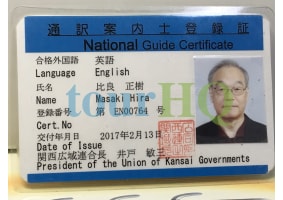 通訳案内士登録証
National Guide Certificate
合格外国語 英語
Language English
氏名 比良 正樹
Name Masaki Hira
登録番号 第 EN00764 号
Cert.No
交付年月日 2017年2月13日
Date of Issue
関西広域連合長 井戸 敏三
President of the Union of Kansai Governments
tourHQ